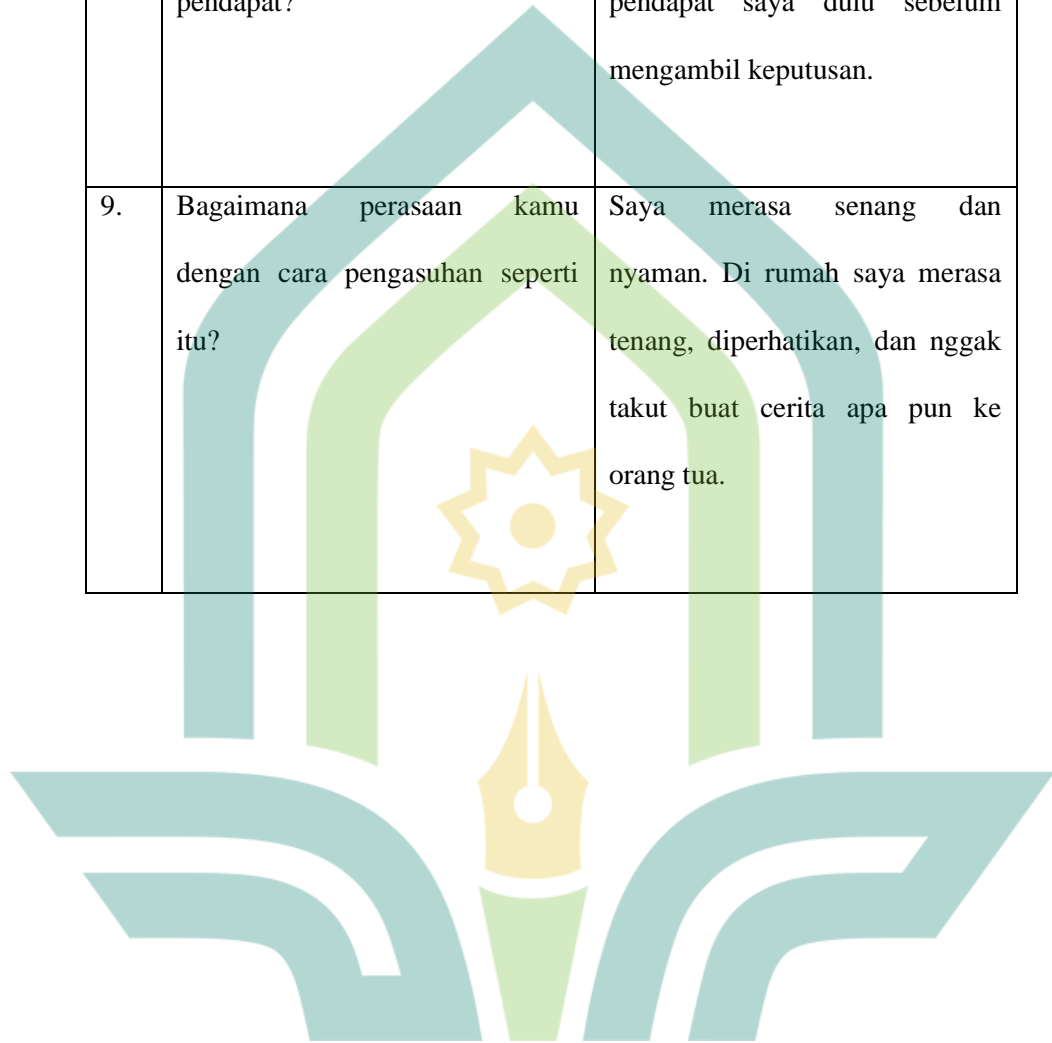 pendapat?
pendapat saya dulu sebelum
mengambil keputusan.
9.
Bagaimana perasaan kamu
dengan cara pengasuhan seperti
itu?
Saya merasa senang dan
nyaman. Di rumah saya merasa
tenang, diperhatikan, dan nggak
takut buat cerita apa pun ke
orang tua.